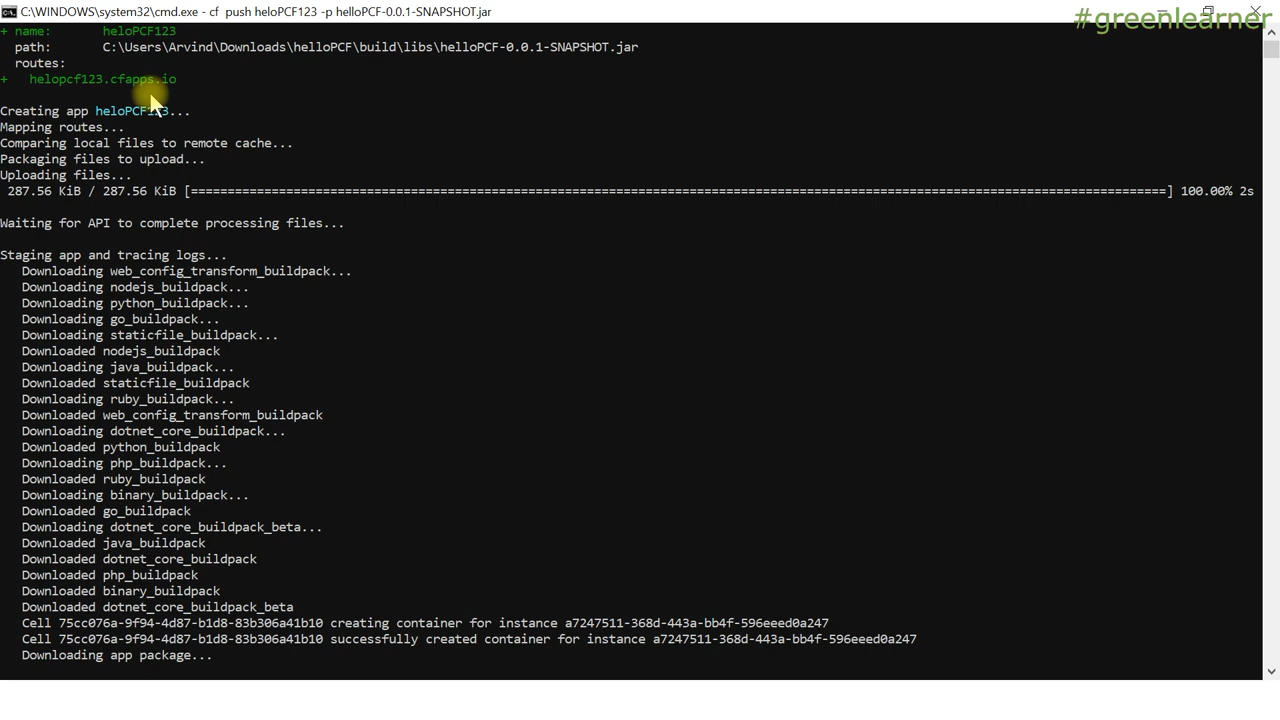 C:\WINDOWS\system32\cmd.exe - cf  push heloPCF123 -p helloPCF-0.0.1-SNAPSHOT.jar
#greenlearner
+ name:       heloPCF123
  path:       C:\Users\Arvind\Downloads\helloPCF\build\libs\helloPCF-0.0.1-SNAPSHOT.jar
  routes:
+   helopcf123.cfapps.io
Creating app heloPCF123...
Mapping routes...
Comparing local files to remote cache...
Packaging files to upload...
Uploading files...
 287.56 KiB / 287.56 KiB [=====================================================================================================================================] 100.00% 2s
Waiting for API to complete processing files...
Staging app and tracing logs...
   Downloading web_config_transform_buildpack...
   Downloading nodejs_buildpack...
   Downloading python_buildpack...
   Downloading go_buildpack...
   Downloading staticfile_buildpack...
   Downloaded nodejs_buildpack
   Downloading java_buildpack...
   Downloaded staticfile_buildpack
   Downloading ruby_buildpack...
   Downloaded web_config_transform_buildpack
   Downloading dotnet_core_buildpack...
   Downloaded python_buildpack
   Downloading php_buildpack...
   Downloaded ruby_buildpack
   Downloading binary_buildpack...
   Downloaded go_buildpack
   Downloading dotnet_core_buildpack_beta...
   Downloaded java_buildpack
   Downloaded dotnet_core_buildpack
   Downloaded php_buildpack
   Downloaded binary_buildpack
   Downloaded dotnet_core_buildpack_beta
   Cell 75cc076a-9f94-4d87-b1d8-83b306a41b10 creating container for instance a7247511-368d-443a-bb4f-596eeed0a247
   Cell 75cc076a-9f94-4d87-b1d8-83b306a41b10 successfully created container for instance a7247511-368d-443a-bb4f-596eeed0a247
   Downloading app package...